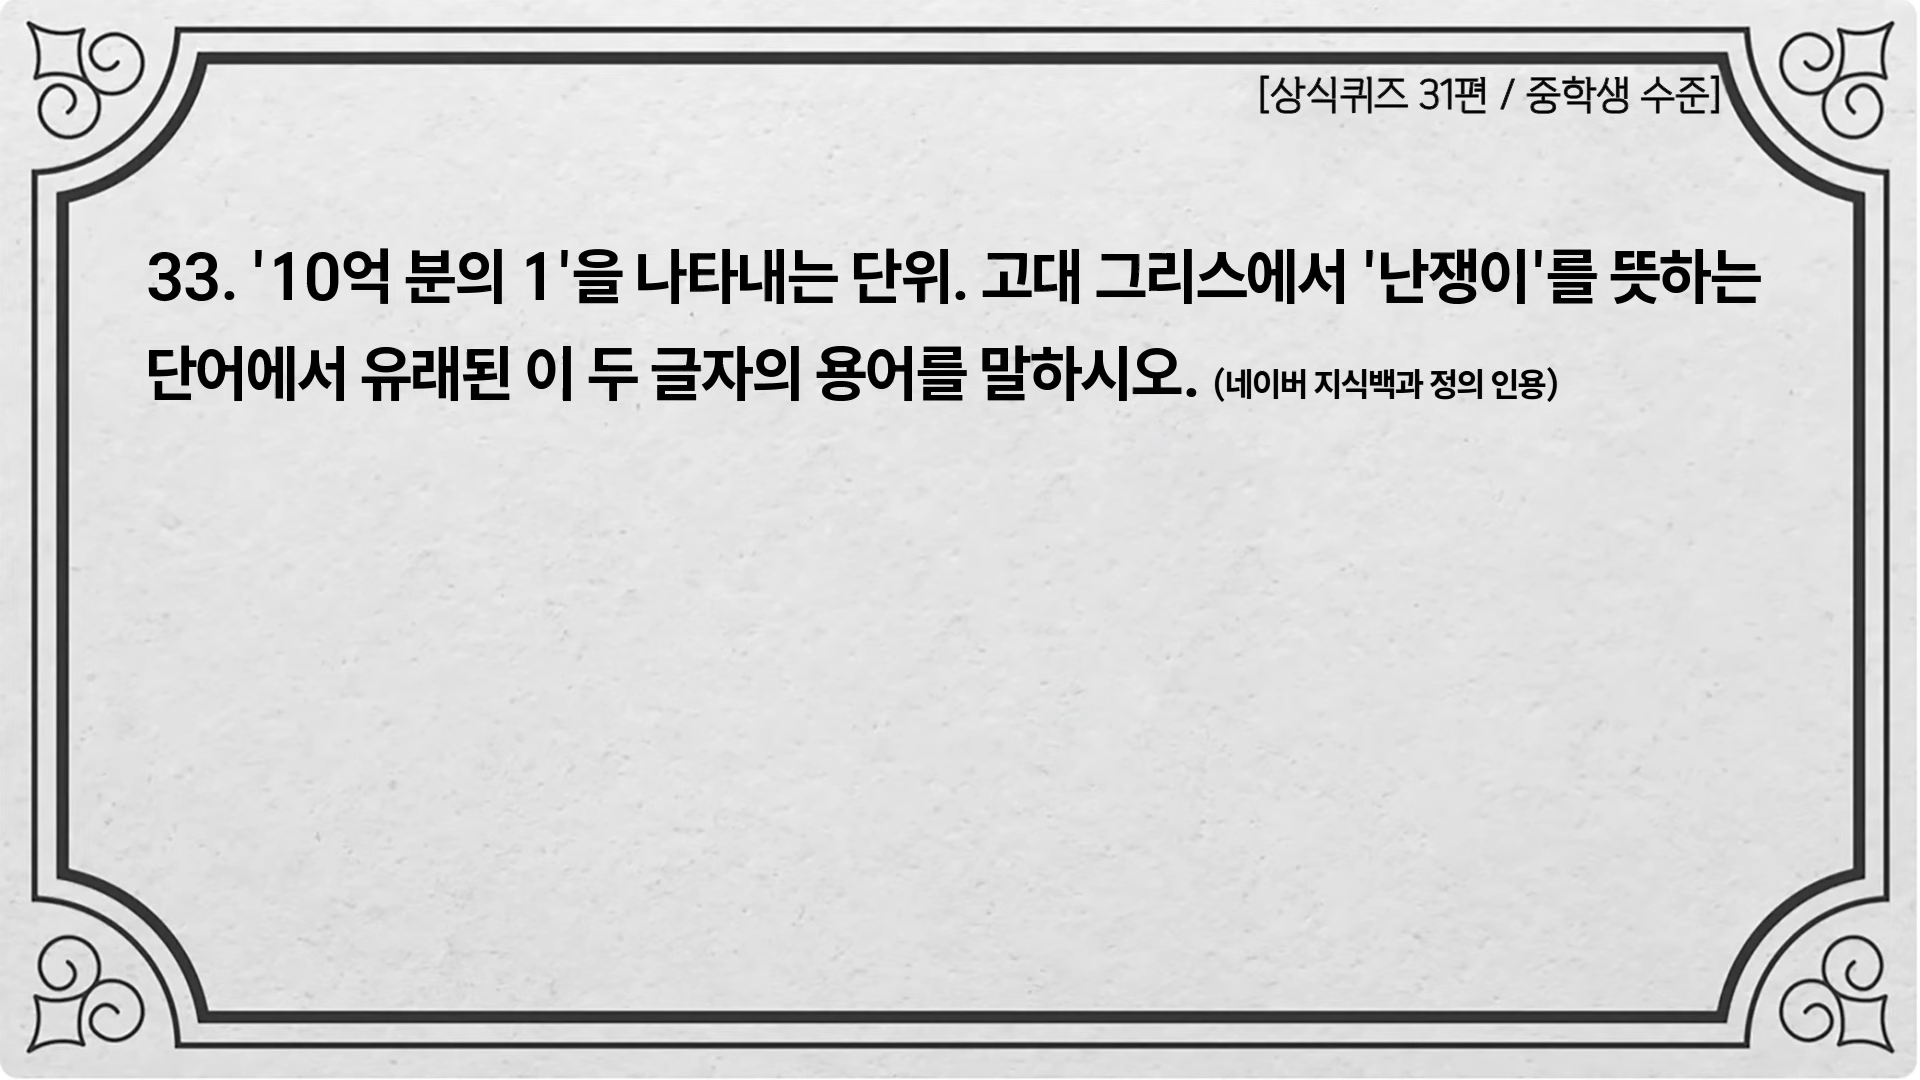 [상식퀴즈 31편 / 중학생 수준]
33. '10억 분의 1'을 나타내는 단위. 고대 그리스에서 '난쟁이'를 뜻하는
단어에서 유래된 이 두 글자의 용어를 말하시오. (네이버 지식백과 정의 인용)